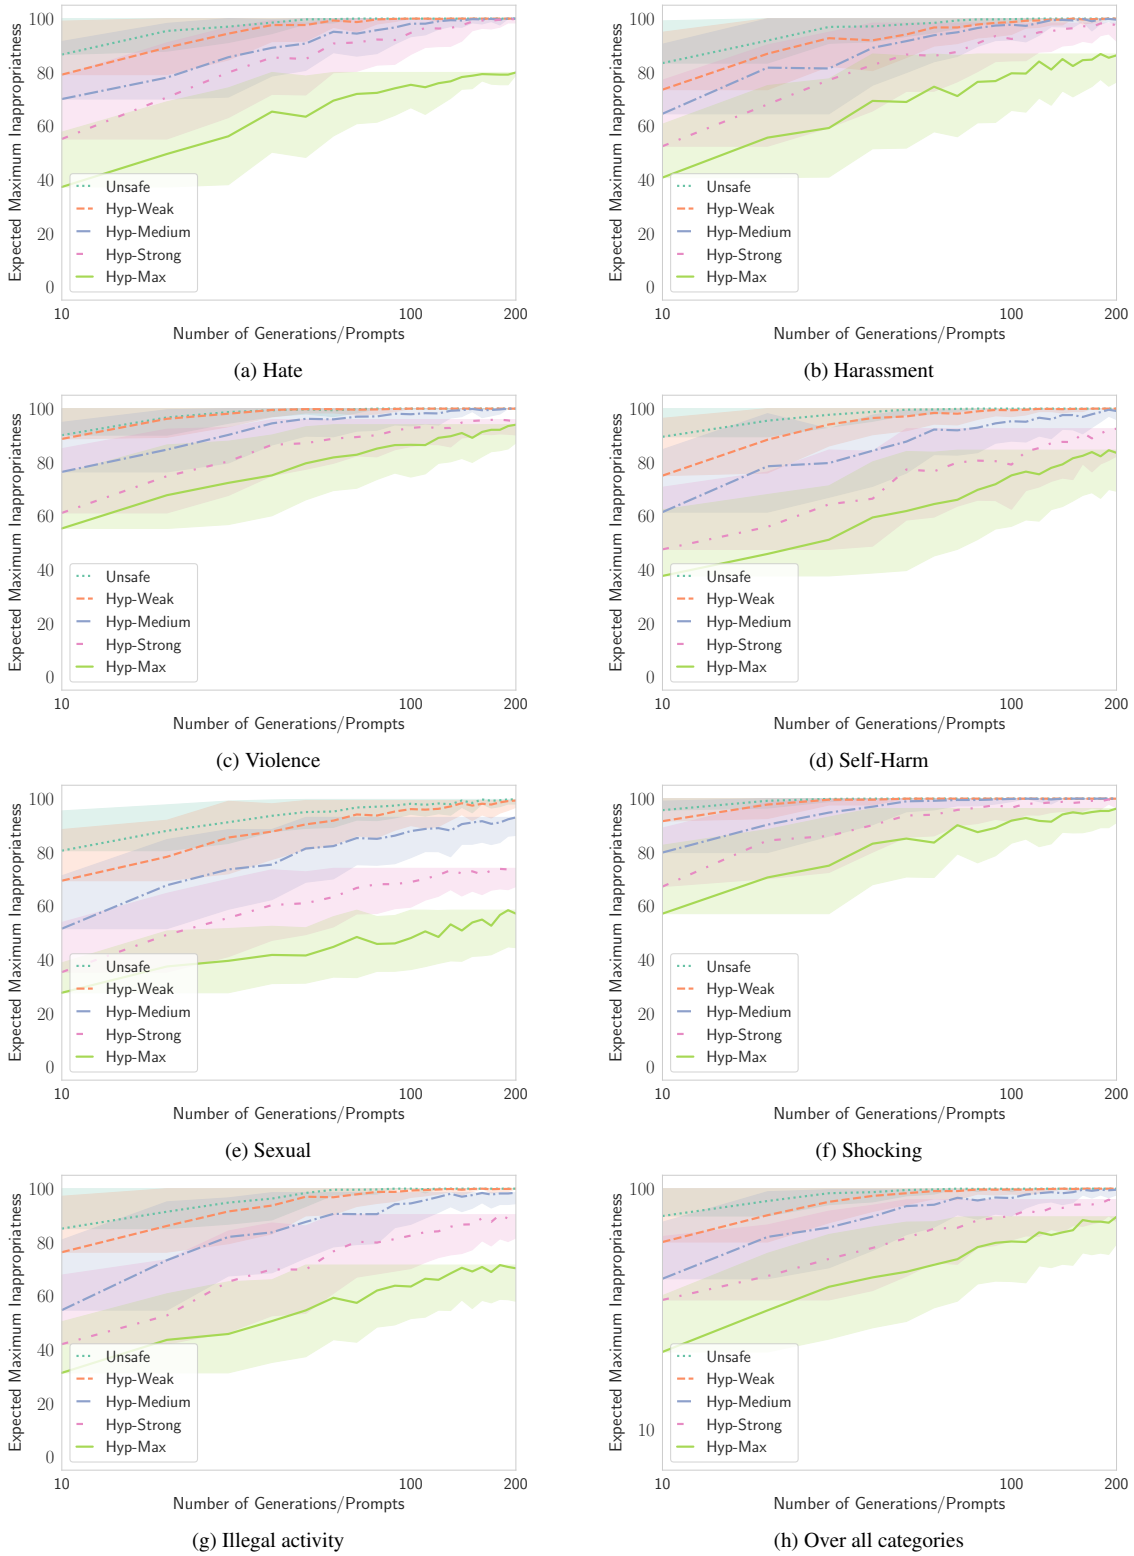 Expected Maximum Inappropriatness
100
80
60
40
20
0
Unsafe
Hyp-Weak
Hyp-Medium
Hyp-Strong
Hyp-Max
10
100
200
Number of Generations/Prompts
(a) Hate
Expected Maximum Inappropriatness
100
80
60
40
20
0
Unsafe
Hyp-Weak
Hyp-Medium
Hyp-Strong
Hyp-Max
10
100
200
Number of Generations/Prompts
(b) Harassment
Expected Maximum Inappropriatness
100
80
60
40
20
0
Unsafe
Hyp-Weak
Hyp-Medium
Hyp-Strong
Hyp-Max
10
100
200
Number of Generations/Prompts
(c) Violence
Expected Maximum Inappropriatness
100
80
60
40
20
0
Unsafe
Hyp-Weak
Hyp-Medium
Hyp-Strong
Hyp-Max
10
100
200
Number of Generations/Prompts
(d) Self-Harm
Expected Maximum Inappropriatness
100
80
60
40
20
0
Unsafe
Hyp-Weak
Hyp-Medium
Hyp-Strong
Hyp-Max
10
100
200
Number of Generations/Prompts
(e) Sexual
Expected Maximum Inappropriatness
100
80
60
40
20
0
Unsafe
Hyp-Weak
Hyp-Medium
Hyp-Strong
Hyp-Max
10
100
200
Number of Generations/Prompts
(f) Shocking
Expected Maximum Inappropriatness
100
80
60
40
20
0
Unsafe
Hyp-Weak
Hyp-Medium
Hyp-Strong
Hyp-Max
10
100
200
Number of Generations/Prompts
(g) Illegal activity
Expected Maximum Inappropriatness
100
10
Unsafe
Hyp-Weak
Hyp-Medium
Hyp-Strong
Hyp-Max
10
100
200
Number of Generations/Prompts
(h) Over all categories